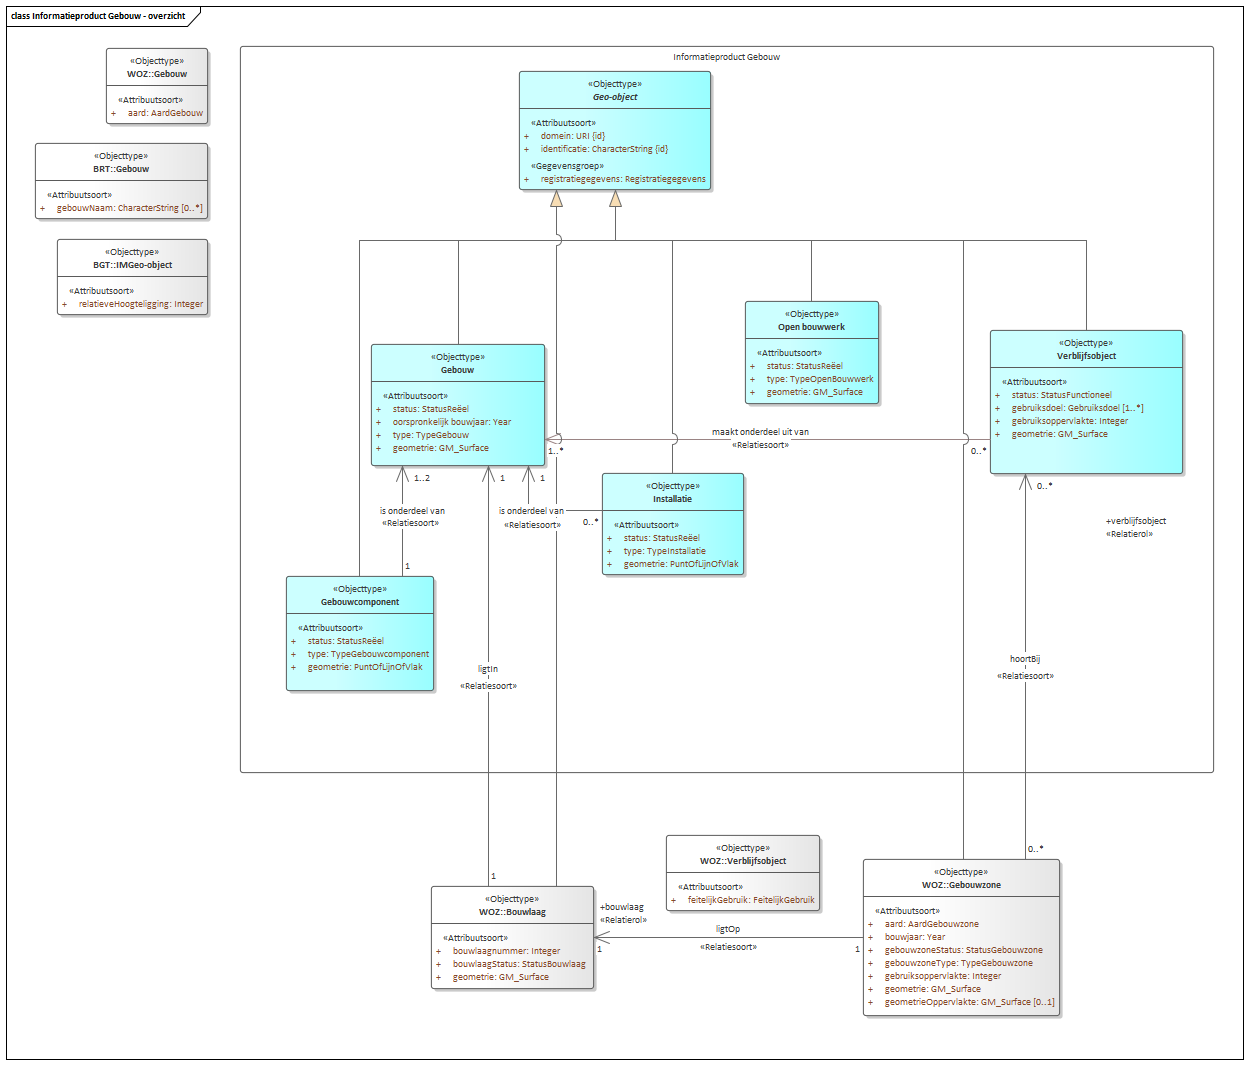 class Informatieproduct Gebouw - overzicht
«Objecttype»
WOZ::Gebouw
«Attribuutsoort»
+ aard: AardGebouw
«Objecttype»
BRT::Gebouw
«Attribuutsoort»
+ gebouwNaam: CharacterString [0..*]
«Objecttype»
BGT::IMGeo-object
«Attribuutsoort»
+ relatieveHoogteligging: Integer
Informatieproduct Gebouw
«Objecttype»
Geo-object
«Attribuutsoort»
+ domein: URI {id}
+ identificatie: CharacterString {id}
«Gegevensgroep»
+ registratiegegevens: Registratiegegevens
«Objecttype»
Open bouwwerk
«Attribuutsoort»
+ status: StatusReëel
+ type: TypeOpenBouwwerk
+ geometrie: GM_Surface
«Objecttype»
Verblijfsobject
«Attribuutsoort»
+ status: StatusFunctioneel
+ gebruiksdoel: Gebruiksdoel [1..*]
+ gebruiksoppervlakte: Integer
+ geometrie: GM_Surface
«Objecttype»
Gebouw
«Attribuutsoort»
+ status: StatusReëel
+ oorspronkelijk bouwjaar: Year
+ type: TypeGebouw
+ geometrie: GM_Surface
maakt onderdeel uit van
«Relatiesoort»
1..*
0..*
1..2
1
1
0..*
«Objecttype»
Installatie
«Attribuutsoort»
+ status: StatusReëel
+ type: TypeInstallatie
+ geometrie: PuntOfLijnOfVlak
is onderdeel van
«Relatiesoort»
is onderdeel van
«Relatiesoort»
0..*
+verblijfsobject
«Relatierol»
1
«Objecttype»
Gebouwcomponent
«Attribuutsoort»
+ status: StatusReëel
+ type: TypeGebouwcomponent
+ geometrie: PuntOfLijnOfVlak
ligtIn
«Relatiesoort»
hoortBij
«Relatiesoort»
0..*
1
«Objecttype»
WOZ::Verblijfsobject
«Attribuutsoort»
+ feitelijkGebruik: FeitelijkGebruik
«Objecttype»
WOZ::Bouwlaag
«Attribuutsoort»
+ bouwlaagnummer: Integer
+ bouwlaagStatus: StatusBouwlaag
+ geometrie: GM_Surface
+bouwlaag
«Relatierol»
1
ligtOp
«Relatiesoort»
1
«Objecttype»
WOZ::Gebouwzone
«Attribuutsoort»
+ aard: AardGebouwzone
+ bouwjaar: Year
+ gebouwzoneStatus: StatusGebouwzone
+ gebouwzoneType: TypeGebouwzone
+ gebruiksoppervlakte: Integer
+ geometrie: GM_Surface
+ geometrieOppervlakte: GM_Surface [0..1]